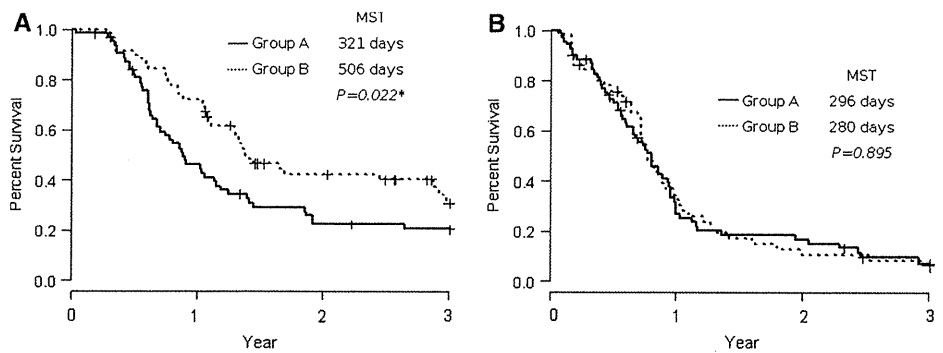 A
Percent Survival
1.0
0.8
0.6
0.4
0.2
0.0
MST
Group A 321 days
Group B 506 days
P=0.022*
0 1 2 3
Year
B
Percent Survival
1.0
0.8
0.6
0.4
0.2
0.0
MST
Group A 296 days
Group B 280 days
P=0.895
0 1 2 3
Year